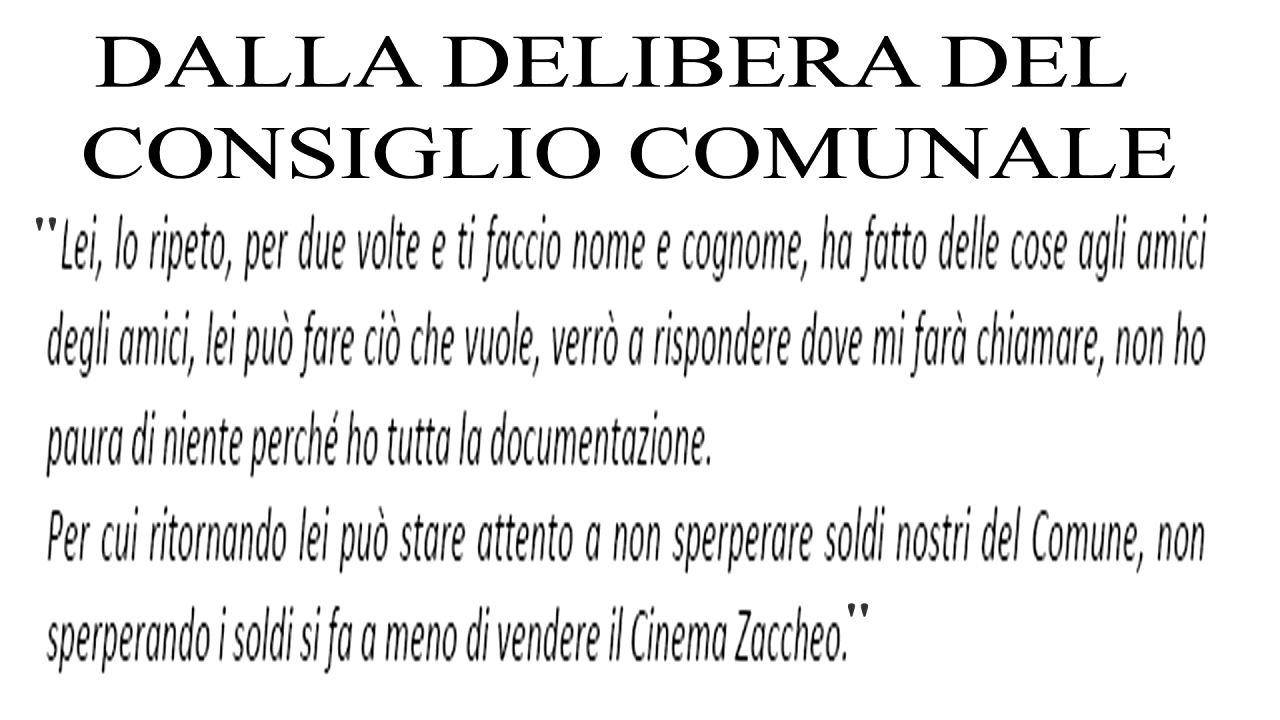 DALLA DELIBERA DEL
CONSIGLIO COMUNALE
"Lei, lo ripeto, per due volte e ti faccio nome e cognome, ha fatto delle cose agli amici
degli amici, lei può fare ciò che vuole, verrò a rispondere dove mi farà chiamare, non ho
paura di niente perché ho tutta la documentazione.
Per cui ritornando lei può stare attento a non sperperare soldi nostri del Comune, non
sperperando i soldi si fa a meno di vendere il Cinema Zaccheo."